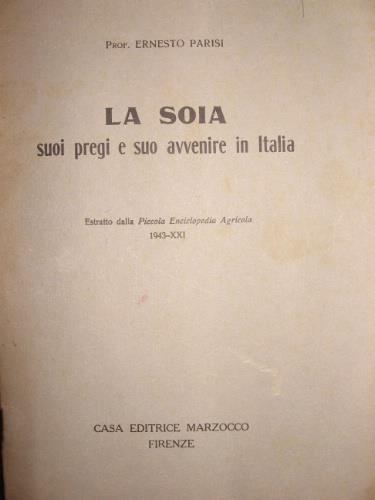 Prof. ERNESTO PARISI
LA SOIA
suoi pregi e suo avvenire in Italia
Estratto dalla Piccola Enciclopedia Agricola
1943-XXI
CASA EDITRICE MARZOCCO
FIRENZE